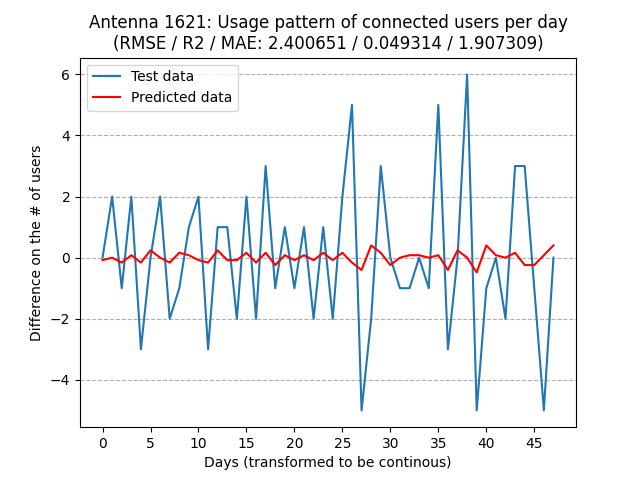 Antenna 1621: Usage pattern of connected users per day
(RMSE / R2 / MAE: 2.400651 / 0.049314 / 1.907309)
Test data
Predicted data
Difference on the # of users
6
4
2
0
−2
−4
0 5 10 15 20 25 30 35 40 45
Days (transformed to be continous)